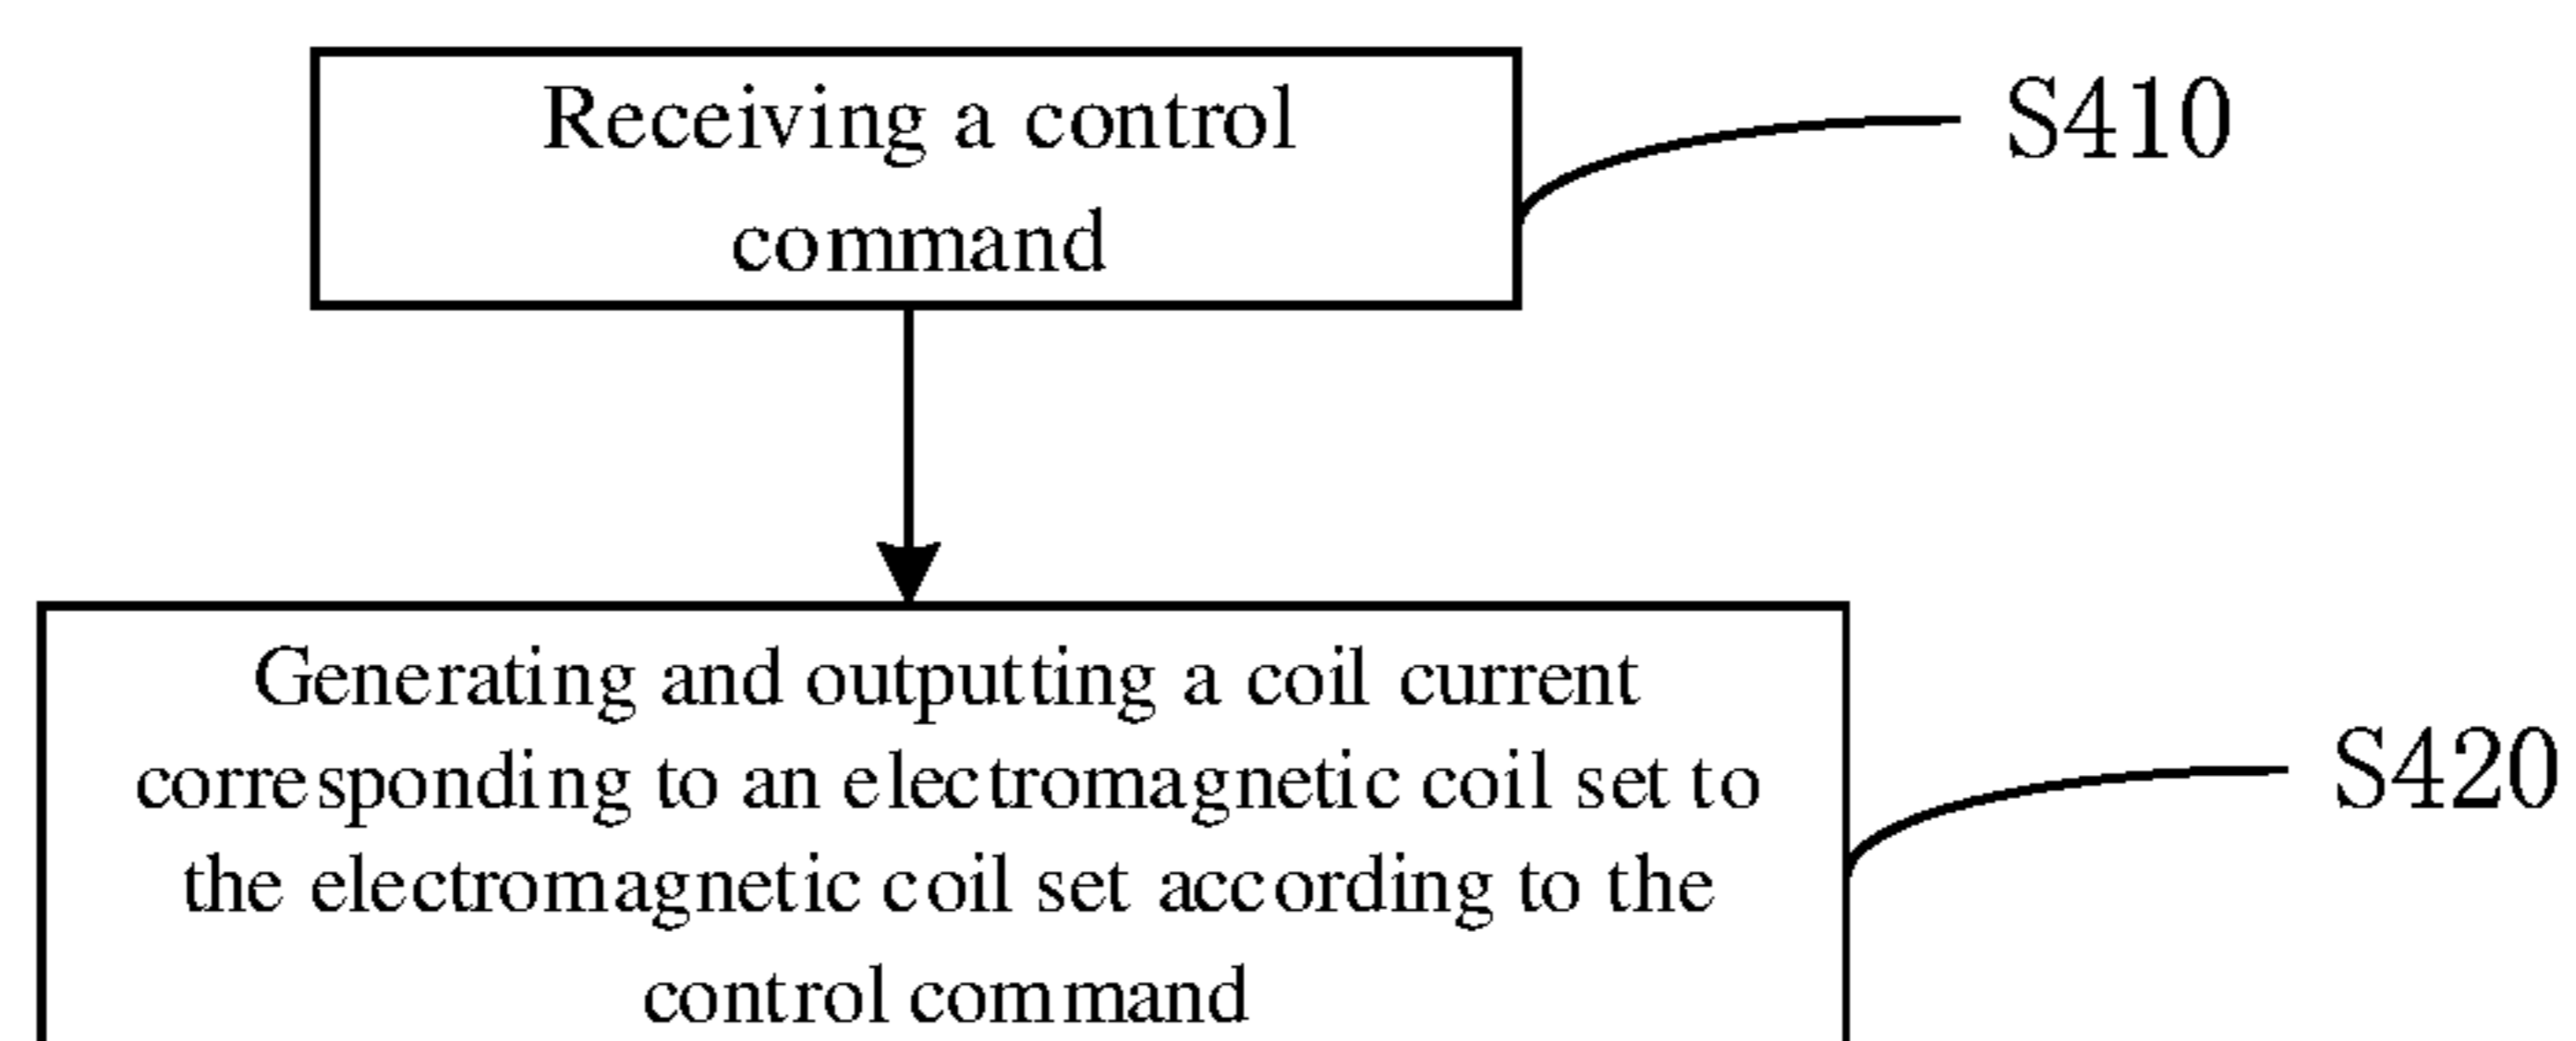 Receiving a control
command
S410
Generating and outputting a coil current
corresponding to an electromagnetic coil set to
the electromagnetic coil set according to the
control command
S420